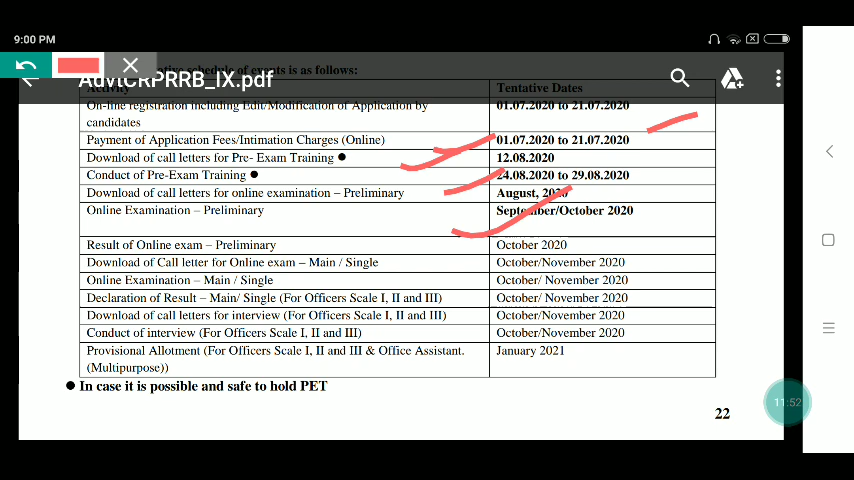 9:00 PM
tative schedule of events is as follows:
AdvtCRPRRB_IX.pdf
Activity Tentative Dates
On-line registration including Edit/Modification of Application by 01.07.2020 to 21.07.2020
candidates
Payment of Application Fees/Intimation Charges (Online) 01.07.2020 to 21.07.2020
Download of call letters for Pre- Exam Training ● 12.08.2020
Conduct of Pre-Exam Training ● 24.08.2020 to 29.08.2020
Download of call letters for online examination – Preliminary August, 2020
Online Examination – Preliminary September/October 2020
Result of Online exam – Preliminary October 2020
Download of Call letter for Online exam – Main / Single October/November 2020
Online Examination – Main / Single October/ November 2020
Declaration of Result – Main/ Single (For Officers Scale I, II and III) October/ November 2020
Download of call letters for interview (For Officers Scale I, II and III) October/November 2020
Conduct of interview (For Officers Scale I, II and III) October/November 2020
Provisional Allotment (For Officers Scale I, II and III & Office Assistant. January 2021
(Multipurpose))
● In case it is possible and safe to hold PET
11:52
22